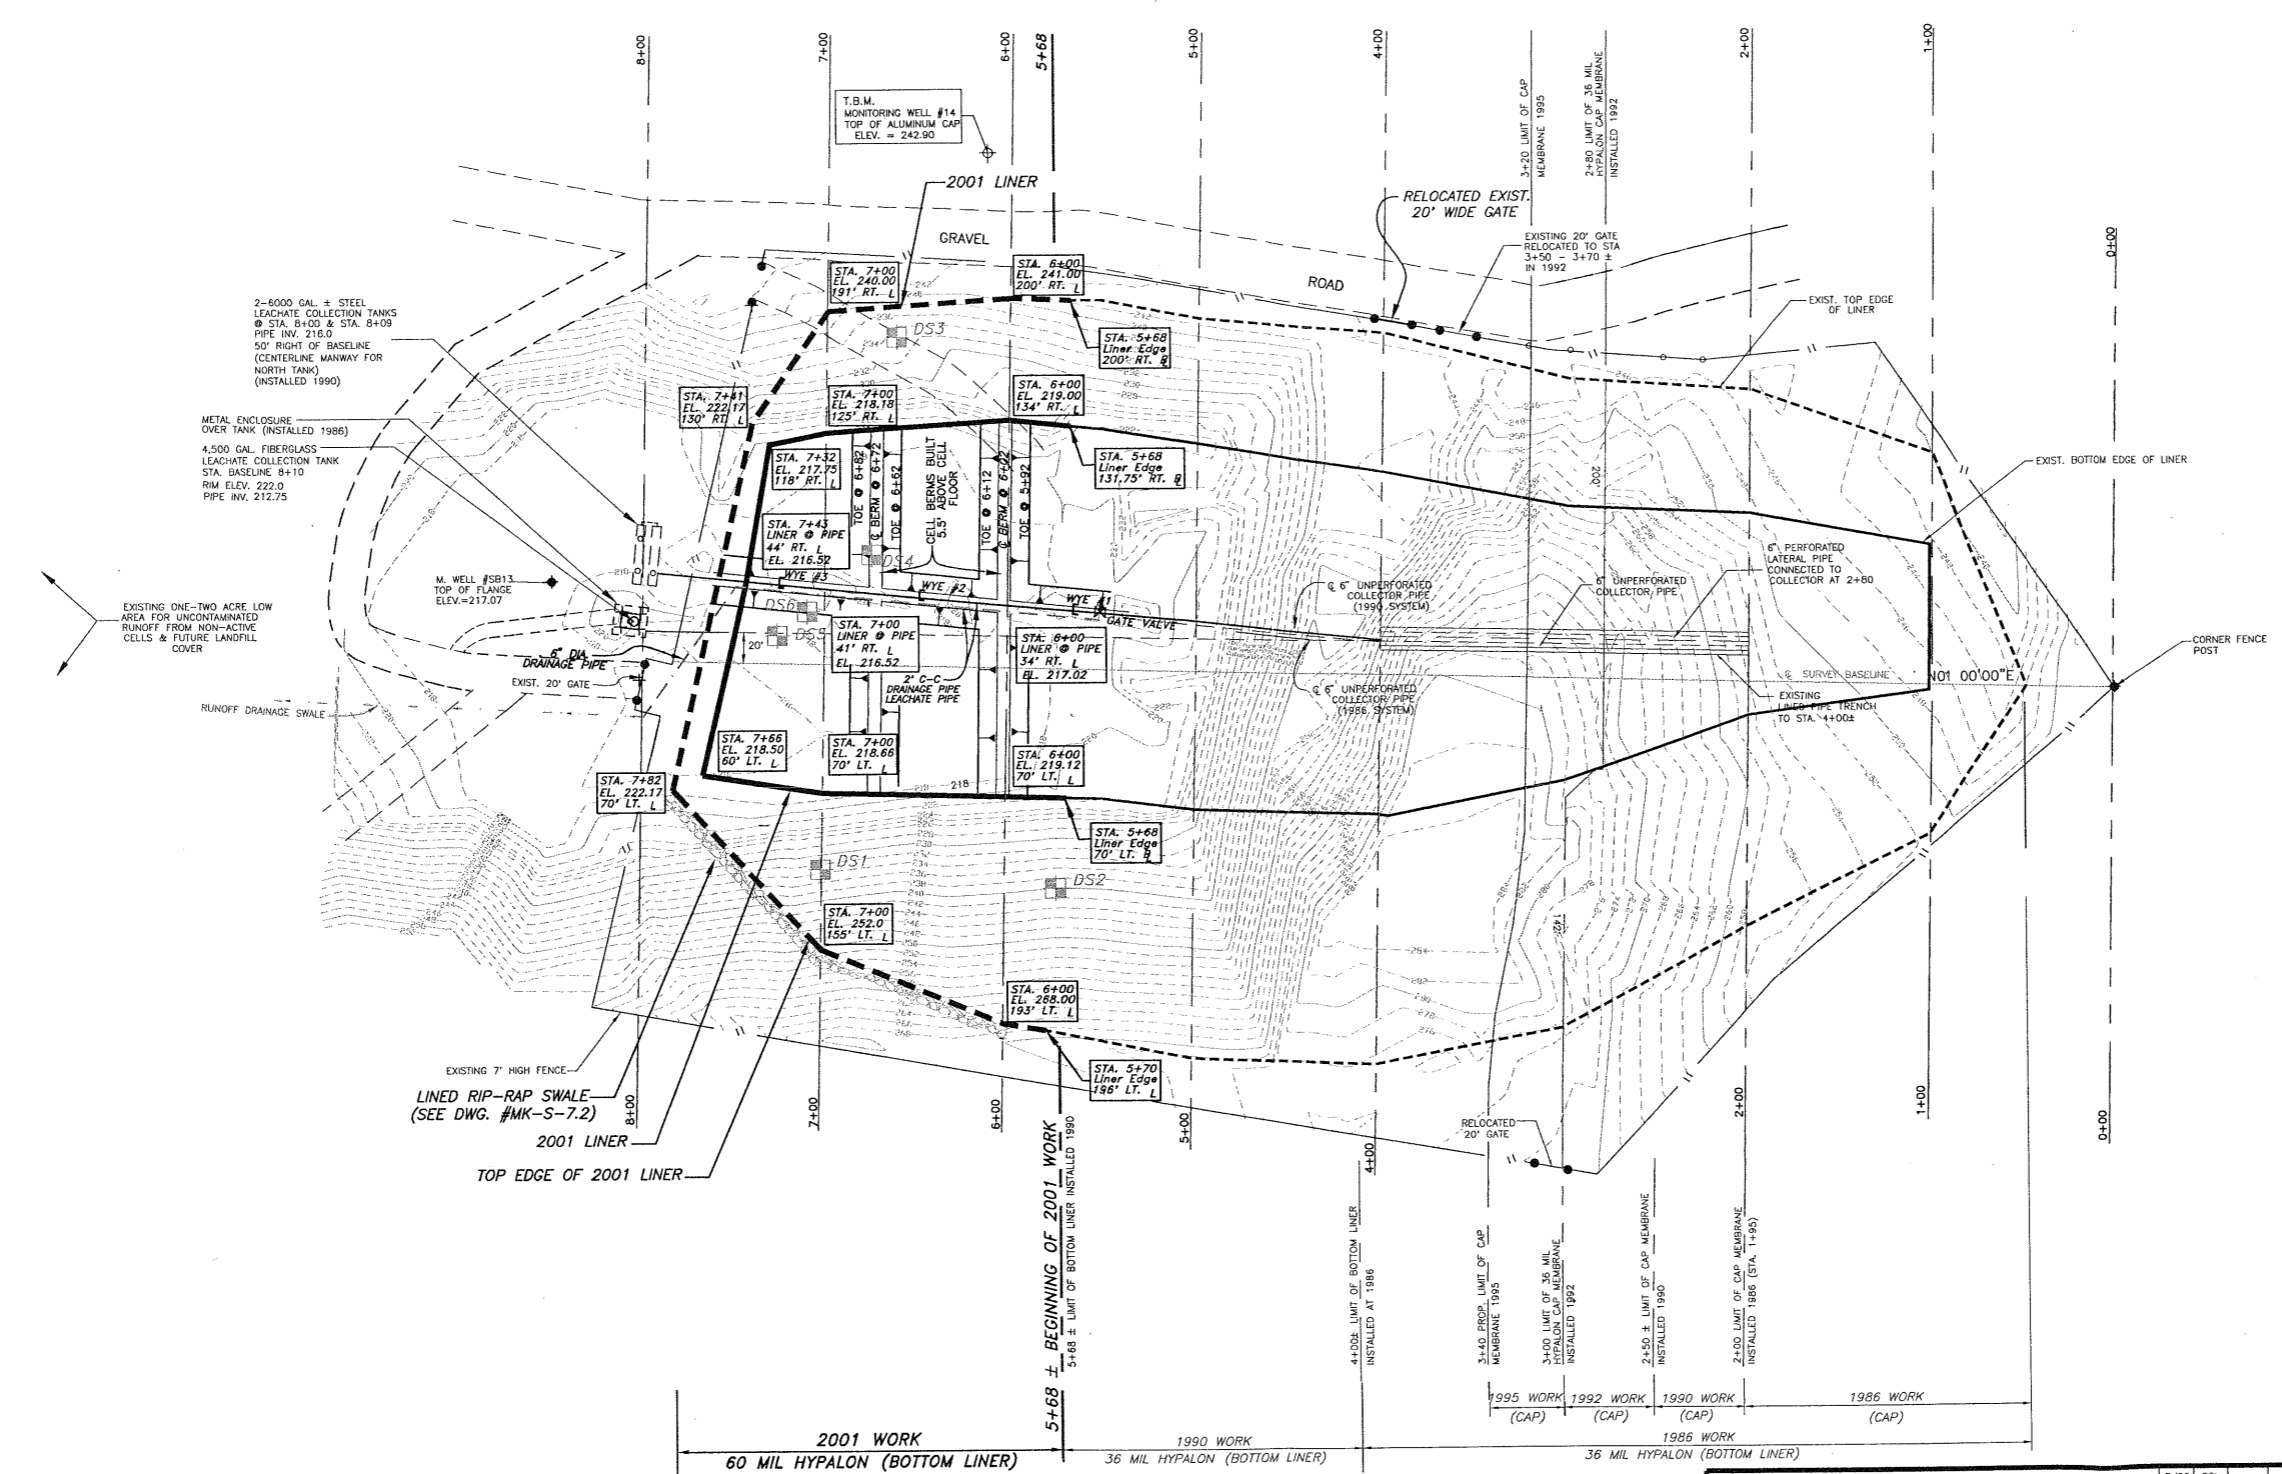 8+00
7+00
6+00
5+68
5+00
4+00
3+20 LIMIT OF CAP
MEMBRANE 1995
2+80 LIMIT OF 36 MIL
HYPALON CAP MEMBRANE
INSTALLED 1992
2+00
1+00
0+00
T.B.M.
MONITORING WELL #14
TOP OF ALUMINUM CAP
ELEV. = 242.90
2001 LINER
RELOCATED EXIST.
20' WIDE GATE
GRAVEL
ROAD
EXISTING 20' GATE
RELOCATED TO STA
3+50 - 3+70 ±
IN 1992
EXIST. TOP EDGE
OF LINER
STA. 7+00
EL. 240.00
191' RT. L
STA. 6+00
EL. 241.00
200' RT. L
2-6000 GAL. ± STEEL
LEACHATE COLLECTION TANKS
@ STA. 8+00 & STA. 8+09
PIPE INV. 216.0
50' RIGHT OF BASELINE
(CENTERLINE MANWAY FOR
NORTH TANK)
(INSTALLED 1990)
DS3
STA. 5+68
Liner Edge
200' RT. B
METAL ENCLOSURE
OVER TANK (INSTALLED 1986)
4,500 GAL. FIBERGLASS
LEACHATE COLLECTION TANK
STA. BASELINE 8+10
RIM ELEV. 222.0
PIPE INV. 212.75
STA. 7+41
EL. 222.17
130' RT. L
STA. 7+00
EL. 218.18
125' RT. L
STA. 6+00
EL. 219.00
134' RT. L
STA. 7+32
EL. 217.75
118' RT. L
TOE @ 6+82
℄ BERM @ 6+72
TOE @ 6+62
CELL BERMS BUILT
5.5' ABOVE CELL
FLOOR
TOE @ 6+12
℄ BERM @ 6+02
TOE @ 5+92
STA. 5+68
Liner Edge
131.75' RT. B
200'
EXIST. BOTTOM EDGE OF LINER
STA. 7+43
LINER @ PIPE
44' RT. L
EL. 216.52
DS4
WYE #3
WYE #2
WYE #1
GATE VALVE
℄ 6" UNPERFORATED
COLLECTOR PIPE
(1990 SYSTEM)
6" UNPERFORATED
COLLECTOR PIPE
6" PERFORATED
LATERAL PIPE
CONNECTED TO
COLLECTOR AT 2+80
M. WELL #SB13
TOP OF FLANGE
ELEV.=217.07
EXISTING ONE-TWO ACRE LOW
AREA FOR UNCONTAMINATED
RUNOFF FROM NON-ACTIVE
CELLS & FUTURE LANDFILL
COVER
DS6
DS5
20'
STA. 7+00
LINER @ PIPE
41' RT. L
EL 216.52
STA. 6+00
LINER @ PIPE
34' RT. L
EL. 217.02
6" DIA.
DRAINAGE PIPE
EXIST. 20' GATE
2' C-C
DRAINAGE PIPE
LEACHATE PIPE
℄ 6" UNPERFORATED
COLLECTOR PIPE
(1986 SYSTEM)
℄ SURVEY BASELINE
N01 00'00"E
CORNER FENCE
POST
EXISTING
LINED PIPE TRENCH
TO STA. 4+00±
RUNOFF DRAINAGE SWALE
STA. 7+66
EL. 218.50
60' LT. L
STA. 7+00
EL. 218.66
70' LT. L
STA. 6+00
EL. 219.12
70' LT. L
STA. 7+82
EL. 222.17
70' LT. L
218
STA. 5+68
Liner Edge
70' LT. B
DS1
DS2
STA. 7+00
EL. 252.0
155' LT. L
142'
STA. 6+00
EL. 268.00
193' LT. L
STA. 5+70
Liner Edge
196' LT. L
EXISTING 7' HIGH FENCE
LINED RIP-RAP SWALE
(SEE DWG. #MK-S-7.2)
2001 LINER
TOP EDGE OF 2001 LINER
8+00
7+00
6+00
5+00
4+00
2+00
1+00
0+00
RELOCATED
20' GATE
5+68 ± BEGINNING OF 2001 WORK
5+68 ± LIMIT OF BOTTOM LINER INSTALLED 1990
4+00± LIMIT OF BOTTOM LINER
INSTALLED AT 1986
3+40 PROP. LIMIT OF CAP
MEMBRANE 1995
3+00 LIMIT OF 36 MIL
HYPALON CAP MEMBRANE
INSTALLED 1992
2+50 ± LIMIT OF CAP MEMBRANE
INSTALLED 1990
2+00 LIMIT OF CAP MEMBRANE
INSTALLED 1986 (STA. 1+95)
1995 WORK
(CAP)
1992 WORK
(CAP)
1990 WORK
(CAP)
1986 WORK
(CAP)
2001 WORK
60 MIL HYPALON (BOTTOM LINER)
1990 WORK
36 MIL HYPALON (BOTTOM LINER)
1986 WORK
36 MIL HYPALON (BOTTOM LINER)